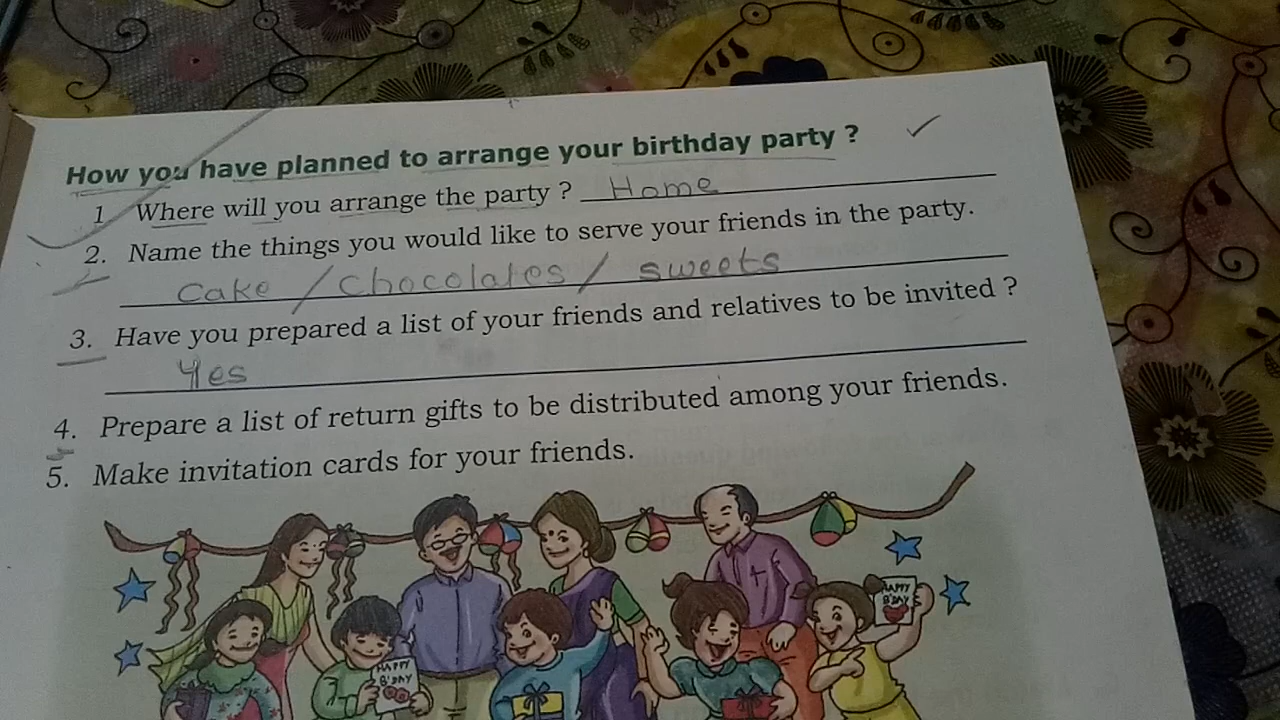 How you have planned to arrange your birthday party ?
1 Where will you arrange the party ? Home
2. Name the things you would like to serve your friends in the party.
Cake / Chocolates / sweets
3. Have you prepared a list of your friends and relatives to be invited ?
Yes
4. Prepare a list of return gifts to be distributed among your friends.
5. Make invitation cards for your friends.
HAPPY
B'DAY
HAPPY
B'DAY